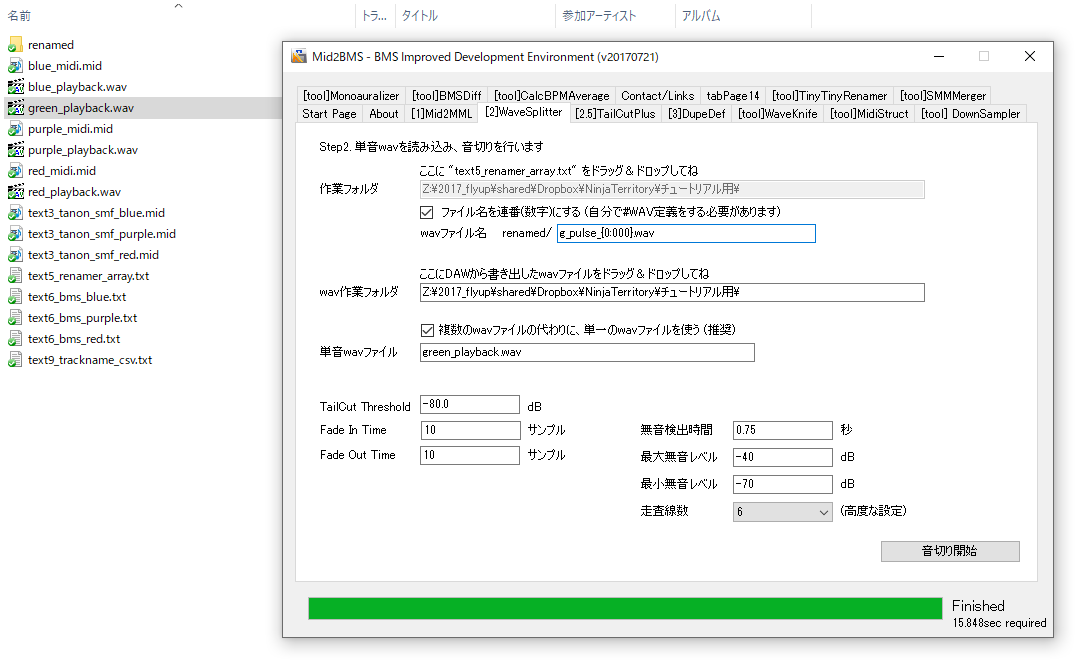 名前
トラ...
タイトル
参加アーティスト
アルバム
renamed
blue_midi.mid
blue_playback.wav
green_playback.wav
purple_midi.mid
purple_playback.wav
red_midi.mid
red_playback.wav
text3_tanon_smf_blue.mid
text3_tanon_smf_purple.mid
text3_tanon_smf_red.mid
text5_renamer_array.txt
text6_bms_blue.txt
text6_bms_purple.txt
text6_bms_red.txt
text9_trackname_csv.txt
Mid2BMS - BMS Improved Development Environment (v20170721)
[tool]Monoauralizer [tool]BMSDiff [tool]CalcBPMAverage Contact/Links tabPage14 [tool]TinyTinyRenamer [tool]SMMMerger
Start Page About [1]Mid2MML [2]WaveSplitter [2.5]TailCutPlus [3]DupeDef [tool]WaveKnife [tool]MidiStruct [tool] DownSampler
Step2. 単音wavを読み込み、音切りを行います
ここに "text5_renamer_array.txt" をドラッグ＆ドロップしてね
作業フォルダ Z:¥2017_flyup¥shared¥Dropbox¥NinjaTerritory¥チュートリアル用¥
ファイル名を連番(数字)にする (自分で#WAV定義をする必要があります)
wavファイル名 renamed/ g_pulse_{0:000}.wav
ここにDAWから書き出したwavファイルをドラッグ＆ドロップしてね
wav作業フォルダ Z:¥2017_flyup¥shared¥Dropbox¥NinjaTerritory¥チュートリアル用¥
複数のwavファイルの代わりに、単一のwavファイルを使う (推奨)
単音wavファイル green_playback.wav
TailCut Threshold -80.0 dB
Fade In Time 10 サンプル
Fade Out Time 10 サンプル
無音検出時間 0.75 秒
最大無音レベル -40 dB
最小無音レベル -70 dB
走査線数 6 (高度な設定)
音切り開始
Finished
15.848sec required